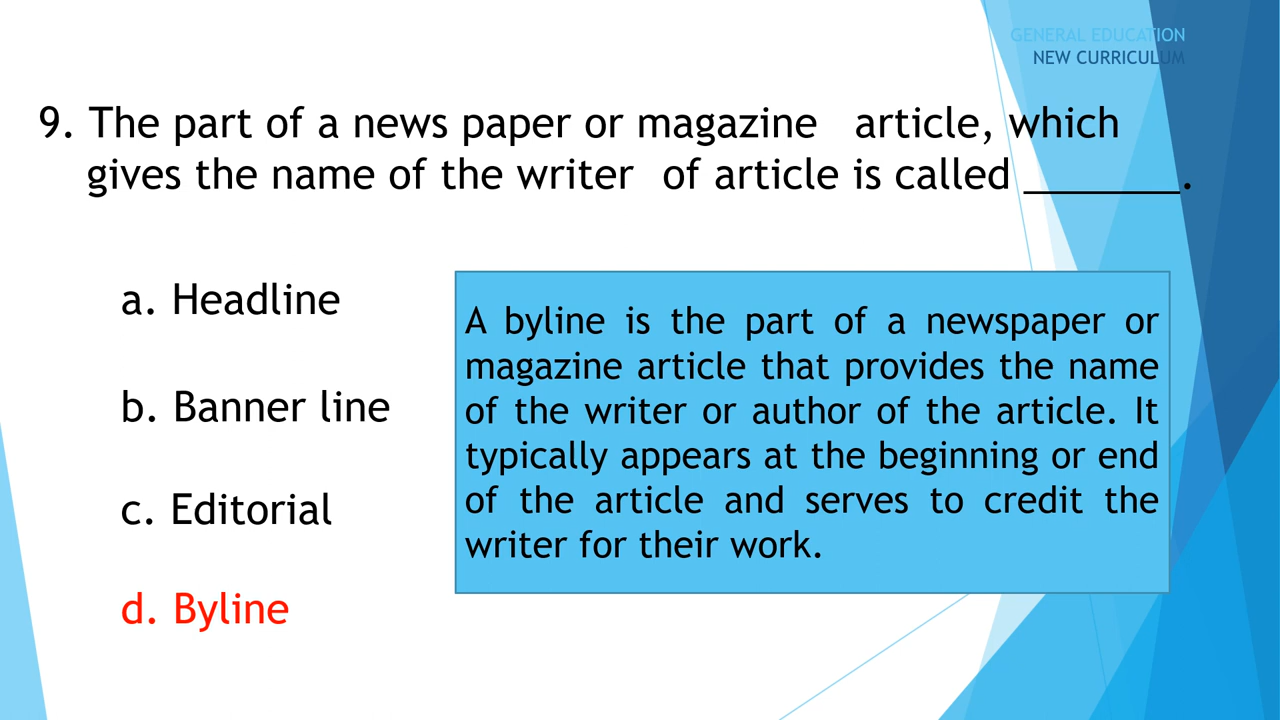 GENERAL EDUCATION
NEW CURRICULUM
9. The part of a news paper or magazine article, which
gives the name of the writer of article is called _______.
a. Headline
b. Banner line
c. Editorial
d. Byline
A byline is the part of a newspaper or
magazine article that provides the name
of the writer or author of the article. It
typically appears at the beginning or end
of the article and serves to credit the
writer for their work.